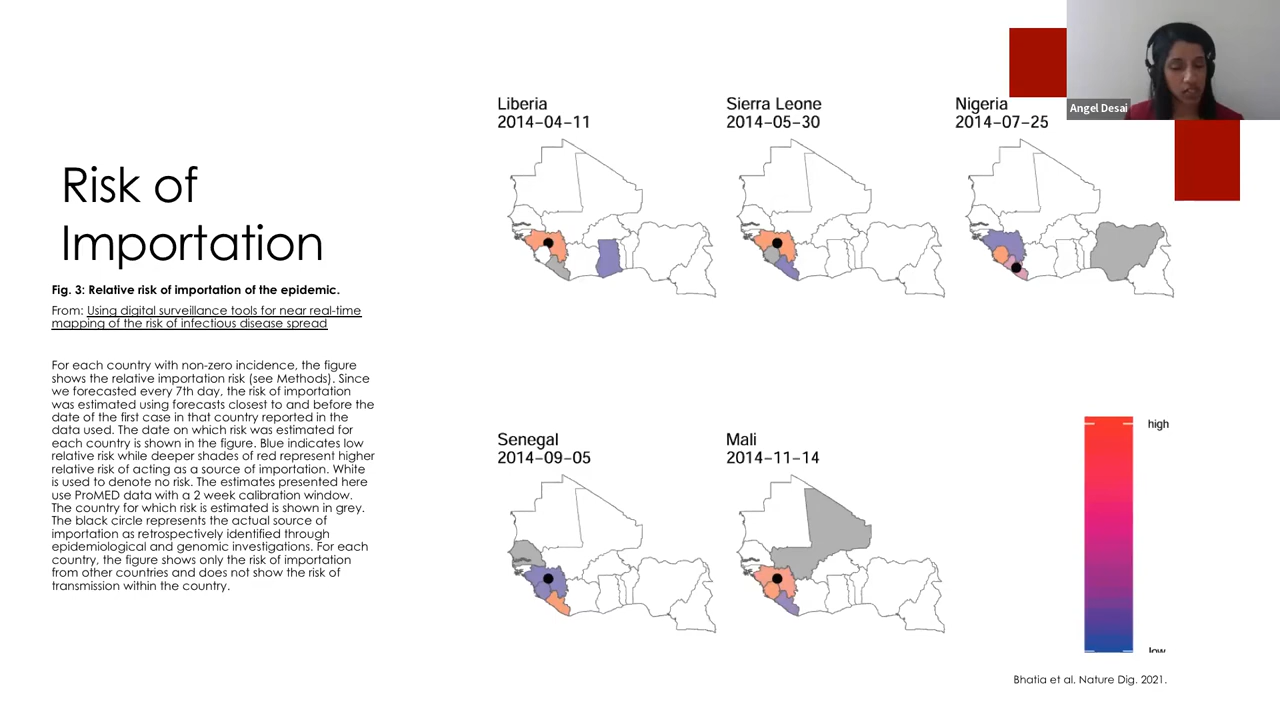 Risk of
Importation
Fig. 3: Relative risk of importation of the epidemic.
From: Using digital surveillance tools for near real-time
mapping of the risk of infectious disease spread
For each country with non-zero incidence, the figure
shows the relative importation risk (see Methods). Since
we forecasted every 7th day, the risk of importation
was estimated using forecasts closest to and before the
date of the first case in that country reported in the
data used. The date on which risk was estimated for
each country is shown in the figure. Blue indicates low
relative risk while deeper shades of red represent higher
relative risk of acting as a source of importation. White
is used to denote no risk. The estimates presented here
use ProMED data with a 2 week calibration window.
The country for which risk is estimated is shown in grey.
The black circle represents the actual source of
importation as retrospectively identified through
epidemiological and genomic investigations. For each
country, the figure shows only the risk of importation
from other countries and does not show the risk of
transmission within the country.
Liberia
2014-04-11
Sierra Leone
2014-05-30
Nigeria
2014-07-25
Angel Desai
Senegal
2014-09-05
Mali
2014-11-14
high
low
Bhatia et al. Nature Dig. 2021.